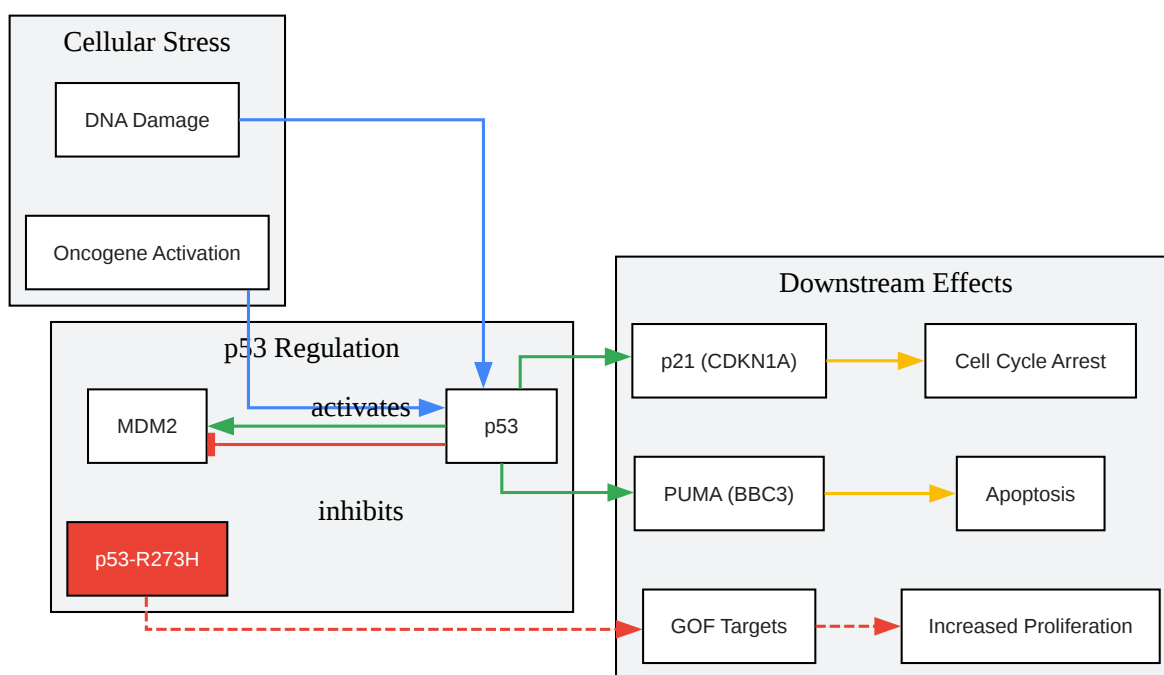 Cellular Stress
DNA Damage
Oncogene Activation
p53 Regulation
activates
MDM2
p53
inhibits
p53-R273H
Downstream Effects
p21 (CDKN1A)
Cell Cycle Arrest
PUMA (BBC3)
Apoptosis
GOF Targets
Increased Proliferation